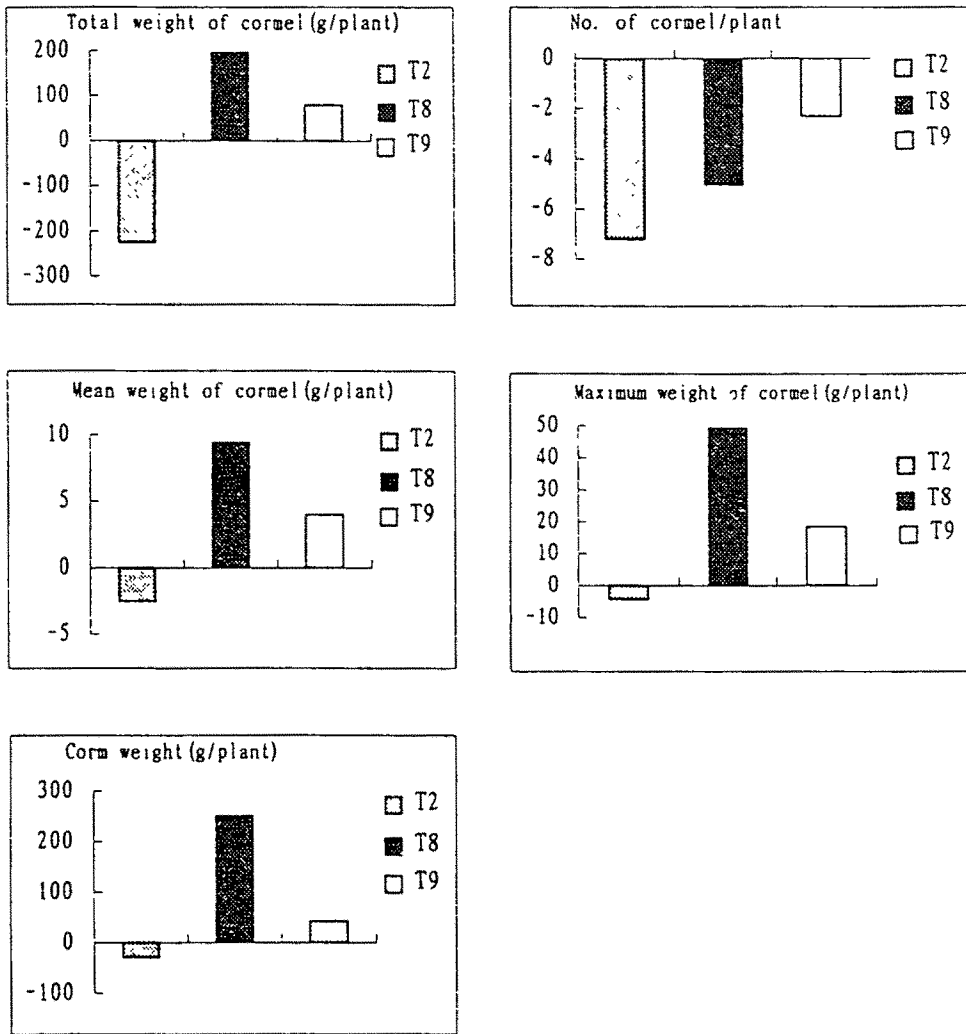 Total weight of cormel(g/plant)
200
100
0
-100
-200
-300
T2
T8
T9
No. of cormel/plant
0
-2
-4
-6
-8
T2
T8
T9
Mean weight of cormel(g/plant)
10
5
0
-5
T2
T8
T9
Maximum weight of cormel(g/plant)
50
40
30
20
10
0
-10
T2
T8
T9
Corm weight(g/plant)
300
200
100
0
-100
T2
T8
T9